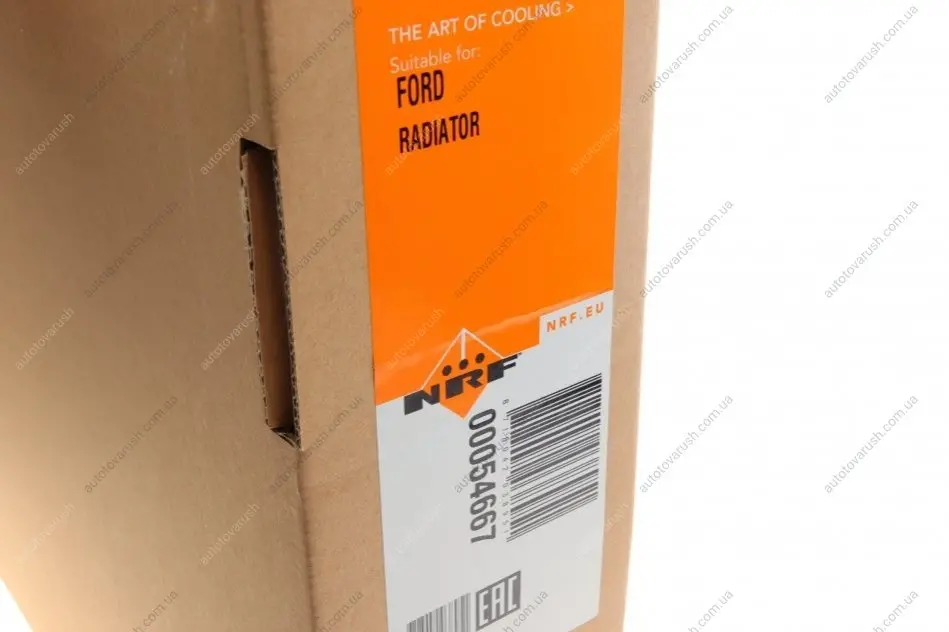 THE ART OF COOLING >
Suitable for:
FORD
RADIATOR
NRF.EU
NRF
00054667
EAC
autotovarush.com.ua